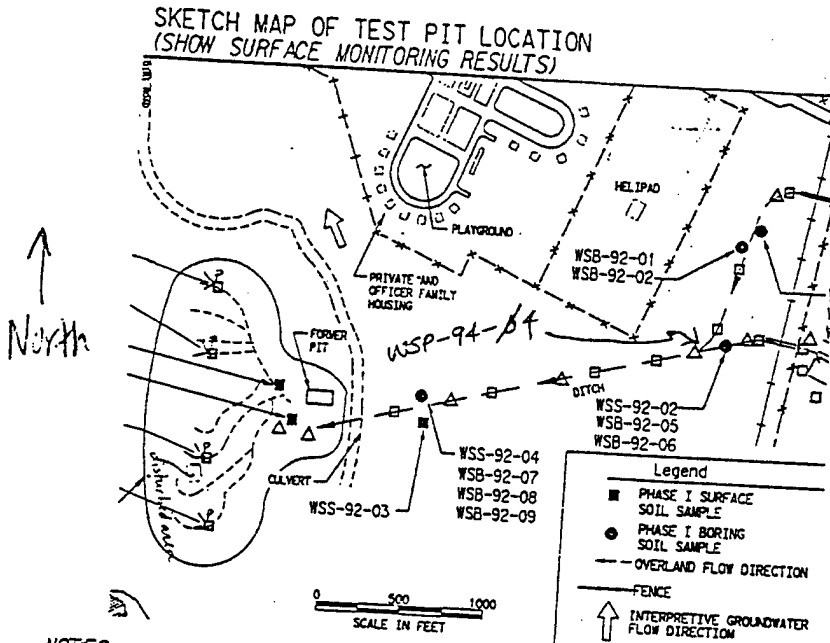 SKETCH MAP OF TEST PIT LOCATION
(SHOW SURFACE MONITORING RESULTS)
HELIPAD
PLAYGROUND
WSB-92-01
WSB-92-02
PRIVATE AND
OFFICER FAMILY
HOUSING
North
FORMER
PIT
DITCH
WSS-92-02
WSB-92-05
WSB-92-06
CULVERT
WSS-92-03
WSS-92-04
WSB-92-07
WSB-92-08
WSB-92-09
disturbed area
P
P
P
Legend
PHASE I SURFACE
SOIL SAMPLE
PHASE I BORING
SOIL SAMPLE
OVERLAND FLOW DIRECTION
FENCE
INTERPRETIVE GROUNDWATER
FLOW DIRECTION
0 500 1000
SCALE IN FEET